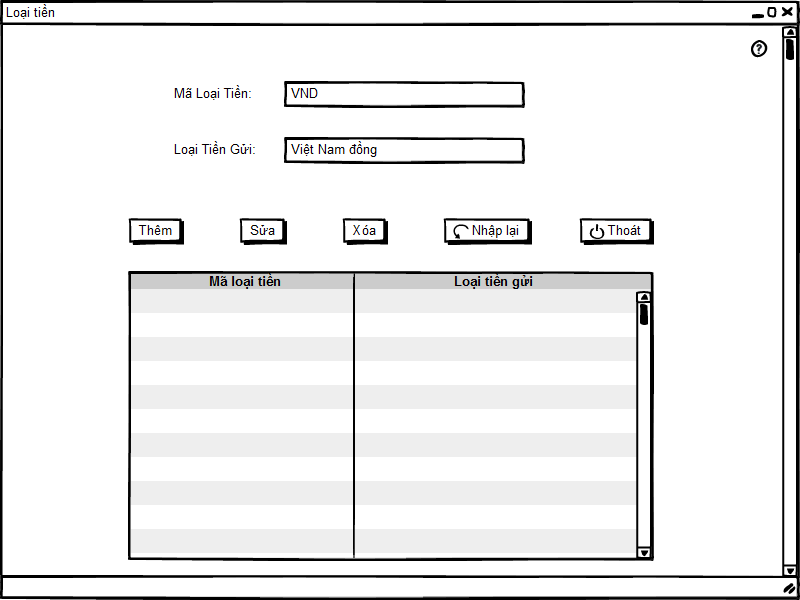 Loại tiền
?
Mã Loại Tiền: VND
Loại Tiền Gửi: Việt Nam đồng
Thêm Sửa Xóa Nhập lại Thoát
Mã loại tiền Loại tiền gửi